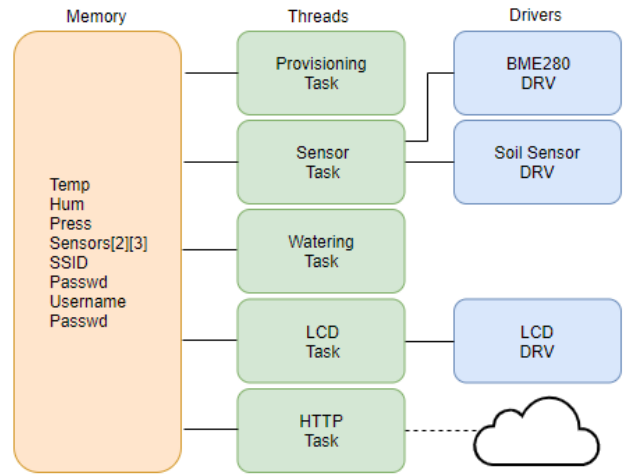 Memory
Threads
Drivers
Provisioning
Task
BME280
DRV
Sensor
Task
Soil Sensor
DRV
Temp
Hum
Press
Sensors[2][3]
SSID
Passwd
Username
Passwd
Watering
Task
LCD
Task
LCD
DRV
HTTP
Task